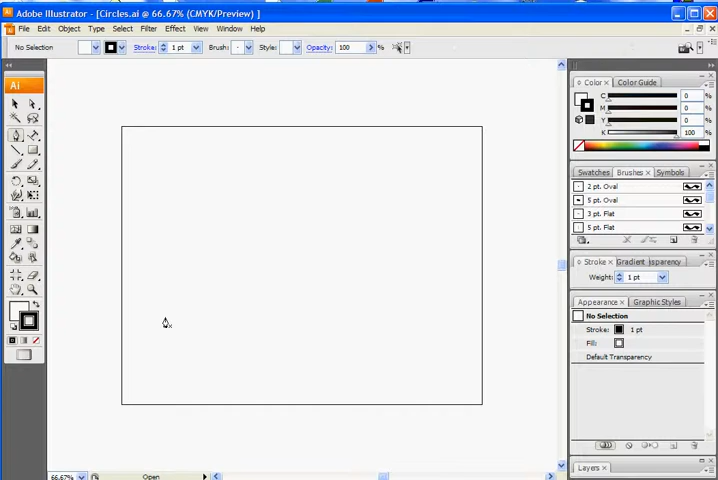 Adobe Illustrator - [Circles.ai @ 66.67% (CMYK/Preview) ]
File Edit Object Type Select Filter Effect View Window Help
No Selection Stroke: 1 pt Brush: Style: Opacity: 100 %
Ai
Color Color Guide
C 0 %
M 0 %
Y 0 %
K 100 %
Swatches Brushes Symbols
2 pt. Oval
5 pt. Oval
3 pt. Flat
5 pt. Flat
Stroke Gradient sparency
Weight: 1 pt
Appearance Graphic Styles
No Selection
Stroke: 1 pt
Fill:
Default Transparency
Layers
66.67% Open